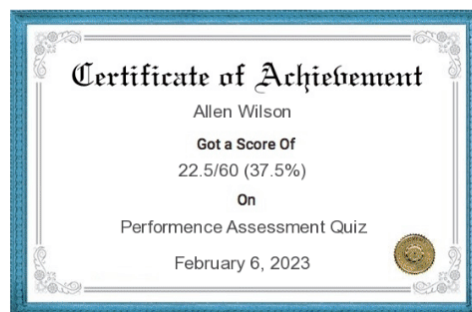 Certificate of Achievement
Allen Wilson
Got a Score Of
22.5/60 (37.5%)
On
Performence Assessment Quiz
February 6, 2023